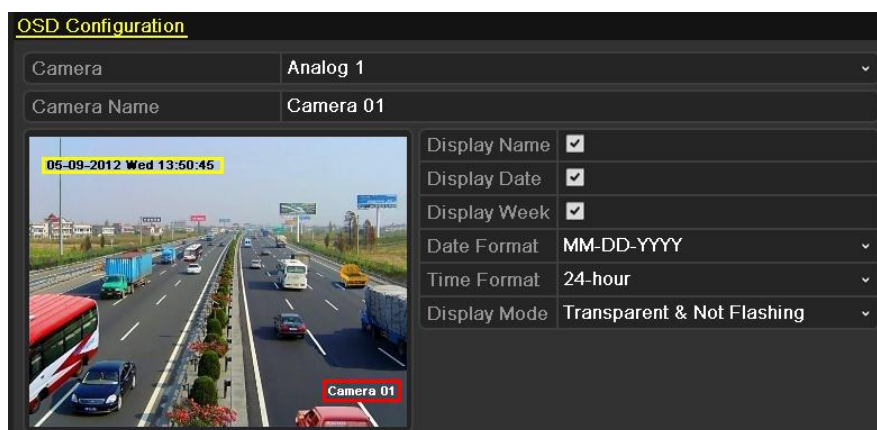 OSD Configuration
Camera Analog 1
Camera Name Camera 01
05-09-2012 Wed 13:50:45
Camera 01
Display Name
Display Date
Display Week
Date Format MM-DD-YYYY
Time Format 24-hour
Display Mode Transparent & Not Flashing